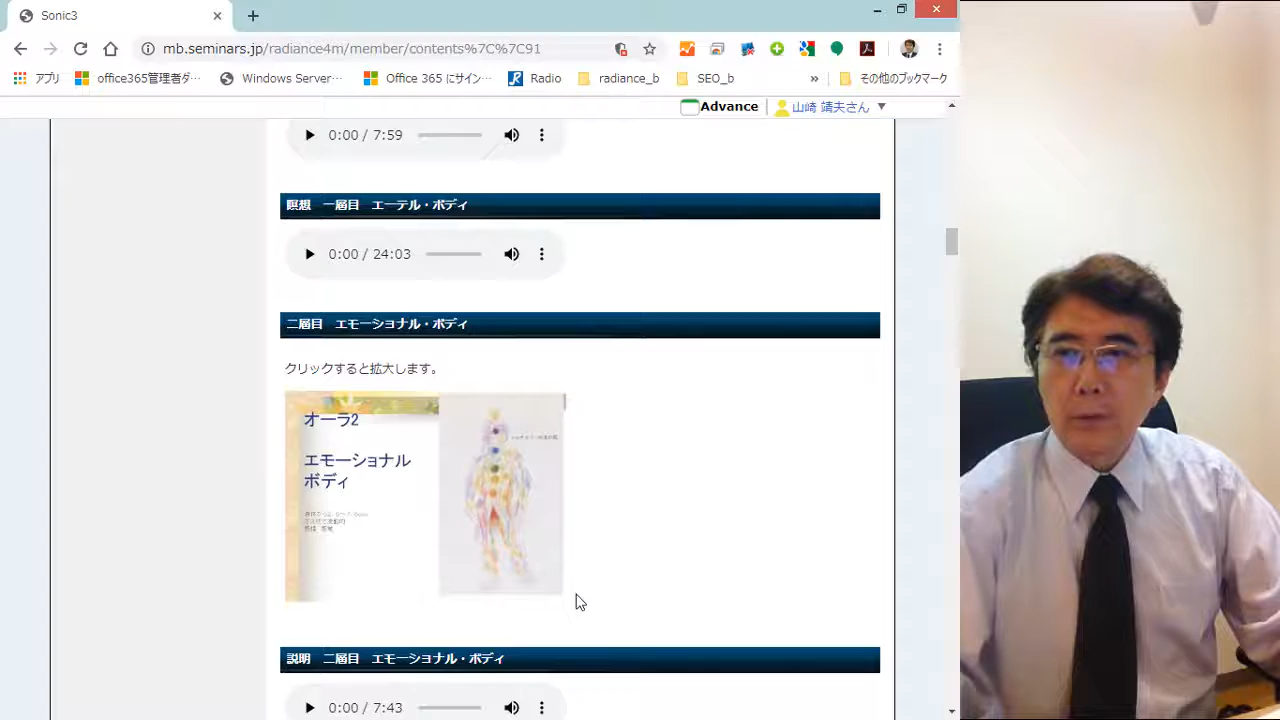 Sonic3
mb.seminars.jp/radiance4m/member/contents%7C%7C91
アプリ office365管理者ダ… Windows Server… Office 365 にサイン… Radio radiance_b SEO_b » その他のブックマーク
Advance 山崎 靖夫さん ▼
0:00 / 7:59
瞑想　一層目　エーテル・ボディ
0:00 / 24:03
二層目　エモーショナル・ボディ
クリックすると拡大します。
オーラ2
エモーショナル
ボディ
説明　二層目　エモーショナル・ボディ
0:00 / 7:43